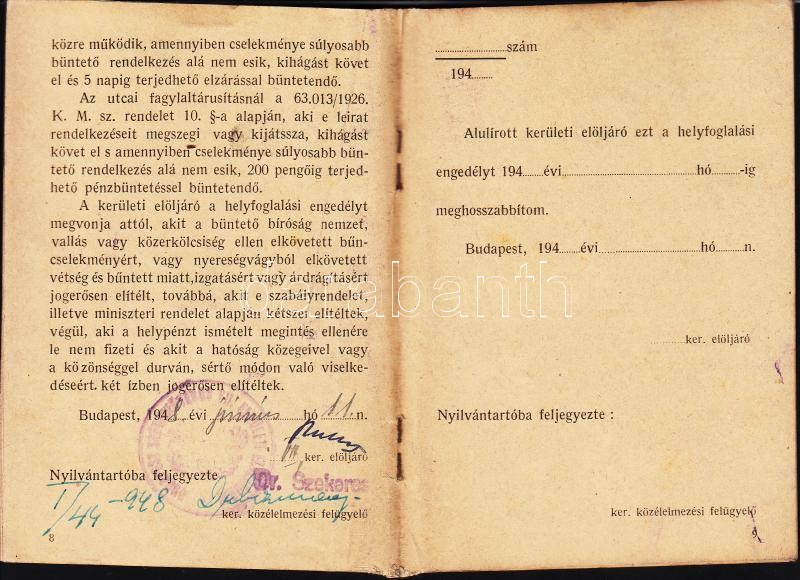 közre működik, amennyiben cselekménye súlyosabb
büntető rendelkezés alá nem esik, kihágást követ
el és 5 napig terjedhető elzárással büntetendő.
Az utcai fagylaltárusításnál a 63.013/1926.
K. M. sz. rendelet 10. §-a alapján, aki e leirat
rendelkezéseit megszegi vagy kijátssza, kihágást
követ el s amennyiben cselekménye súlyosabb bün-
tető rendelkezés alá nem esik, 200 pengőig terjed-
hető pénzbüntetéssel büntetendő.
A kerületi elöljáró a helyfoglalási engedélyt
megvonja attól, akit a büntető bíróság nemzet,
vallás vagy közerkölcsiség ellen elkövetett bűn-
cselekményért, vagy nyereségvágyból elkövetett
vétség és bűntett miatt, izgatásért vagy árdrágításért
jogerősen elítélt, továbbá, akit e szabályrendelet,
illetve miniszteri rendelet alapján kétszer elítéltek,
végül, aki a helypénzt ismételt megintés ellenére
le nem fizeti és akit a hatóság közegeivel vagy
a közönséggel durván, sértő módon való viselke-
déseért két ízben jogerősen elítéltek.
Budapest, 1948. évi június hó 11.n.
VII. ker. elöljáró
Dr. Szekeres
Nyilvántartóba feljegyezte
I/44-948
ker. közélelmezési felügyelő
8
szám
194
Alulírott kerületi elöljáró ezt a helyfoglalási
engedélyt 194 évi hó -ig
meghosszabbítom.
Budapest, 194 évi hó n.
ker. elöljáró
Nyilvántartóba feljegyezte :
ker. közélelmezési felügyelő
9
darabanth